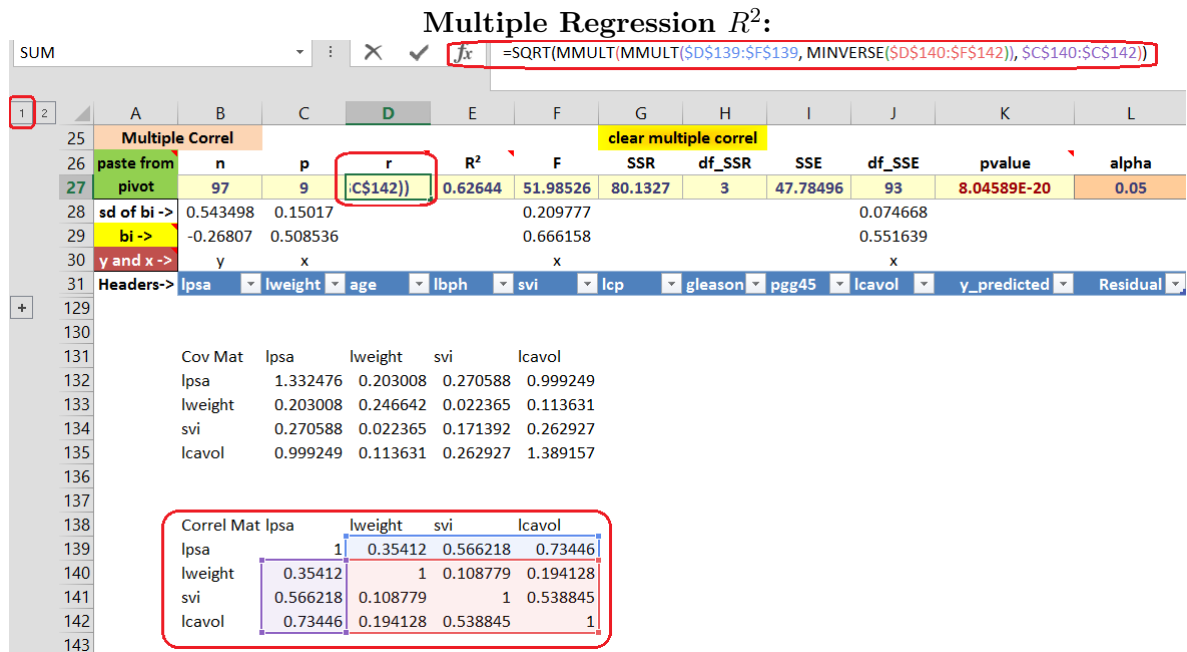 Multiple Regression R²:
SUM fx =SQRT(MMULT(MMULT($D$139:$F$139, MINVERSE($D$140:$F$142)), $C$140:$C$142))
1 2 A B C D E F G H I J K L
25 Multiple Correl clear multiple correl
26 paste from n p r R² F SSR df_SSR SSE df_SSE pvalue alpha
27 pivot 97 9 C$142)) 0.62644 51.98526 80.1327 3 47.78496 93 8.04589E-20 0.05
28 sd of bi -> 0.543498 0.15017 0.209777 0.074668
29 bi -> -0.26807 0.508536 0.666158 0.551639
30 y and x -> y x x x
31 Headers-> lpsa lweight age lbph svi lcp gleason pgg45 lcavol y_predicted Residual
+ 129
130
131 Cov Mat lpsa lweight svi lcavol
132 lpsa 1.332476 0.203008 0.270588 0.999249
133 lweight 0.203008 0.246642 0.022365 0.113631
134 svi 0.270588 0.022365 0.171392 0.262927
135 lcavol 0.999249 0.113631 0.262927 1.389157
136
137
138 Correl Mat lpsa lweight svi lcavol
139 lpsa 1 0.35412 0.566218 0.73446
140 lweight 0.35412 1 0.108779 0.194128
141 svi 0.566218 0.108779 1 0.538845
142 lcavol 0.73446 0.194128 0.538845 1
143